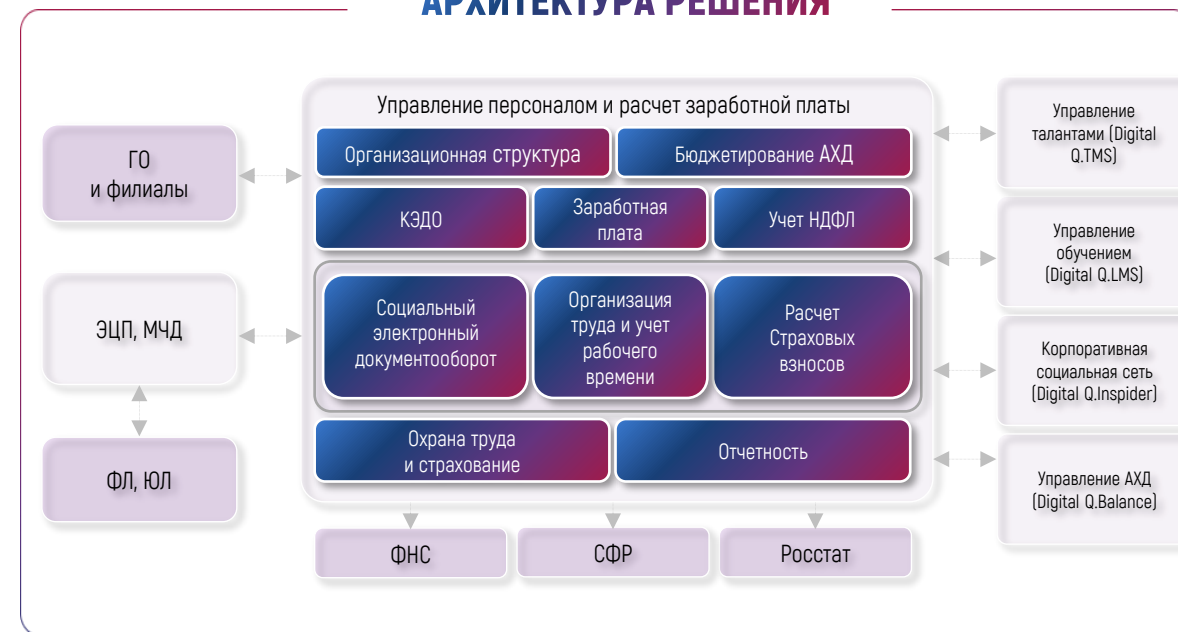 АРХИТЕКТУРА РЕШЕНИЯ
Управление персоналом и расчет заработной платы
ГО
и филиалы
ЭЦП, МЧД
ФЛ, ЮЛ
Организационная структура
Бюджетирование АХД
КЭДО
Заработная
плата
Учет НДФЛ
Социальный
электронный
документооборот
Организация
труда и учет
рабочего
времени
Расчет
Страховых
взносов
Охрана труда
и страхование
Отчетность
ФНС
СФР
Росстат
Управление
талантами (Digital
Q.TMS)
Управление
обучением
(Digital Q.LMS)
Корпоративная
социальная сеть
(Digital Q.Inspider)
Управление АХД
(Digital Q.Balance)